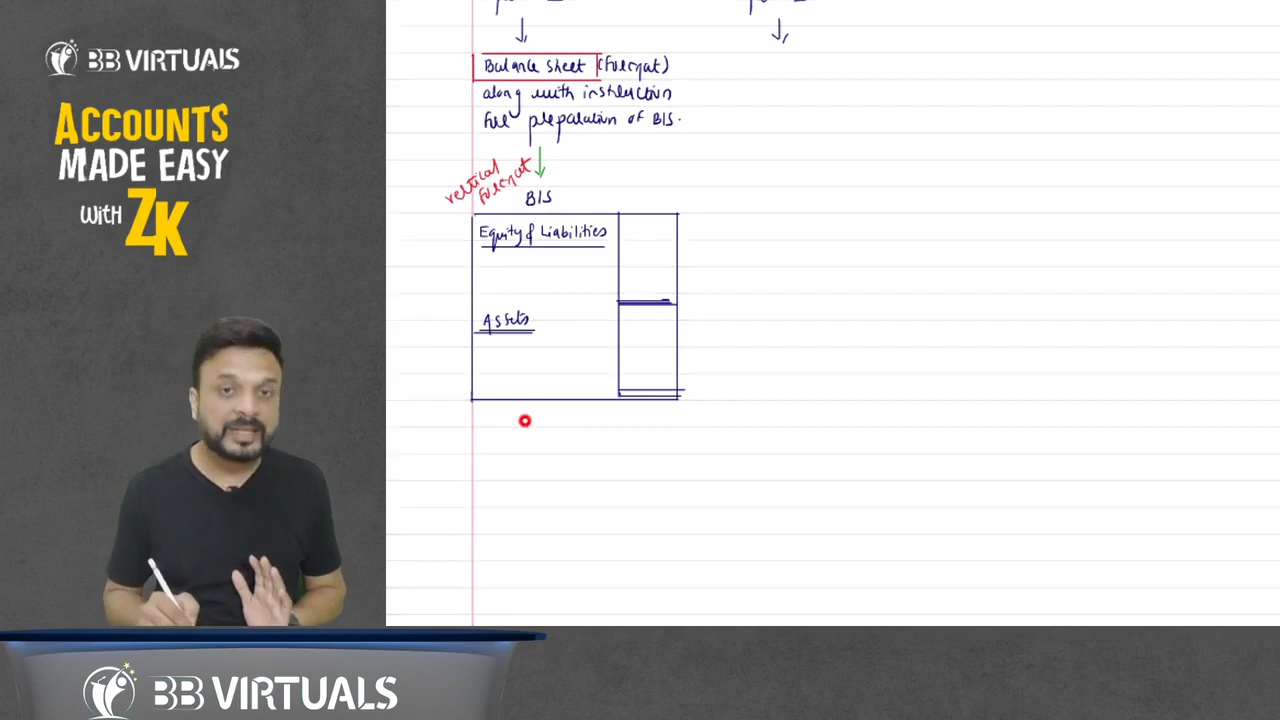 BB VIRTUALS
ACCOUNTS
MADE EASY
WITH ZK
Balance sheet (Format)
along with instruction
for preparation of B/S.
vertical
format
B/S
Equity & Liabilities
Assets
BB VIRTUALS